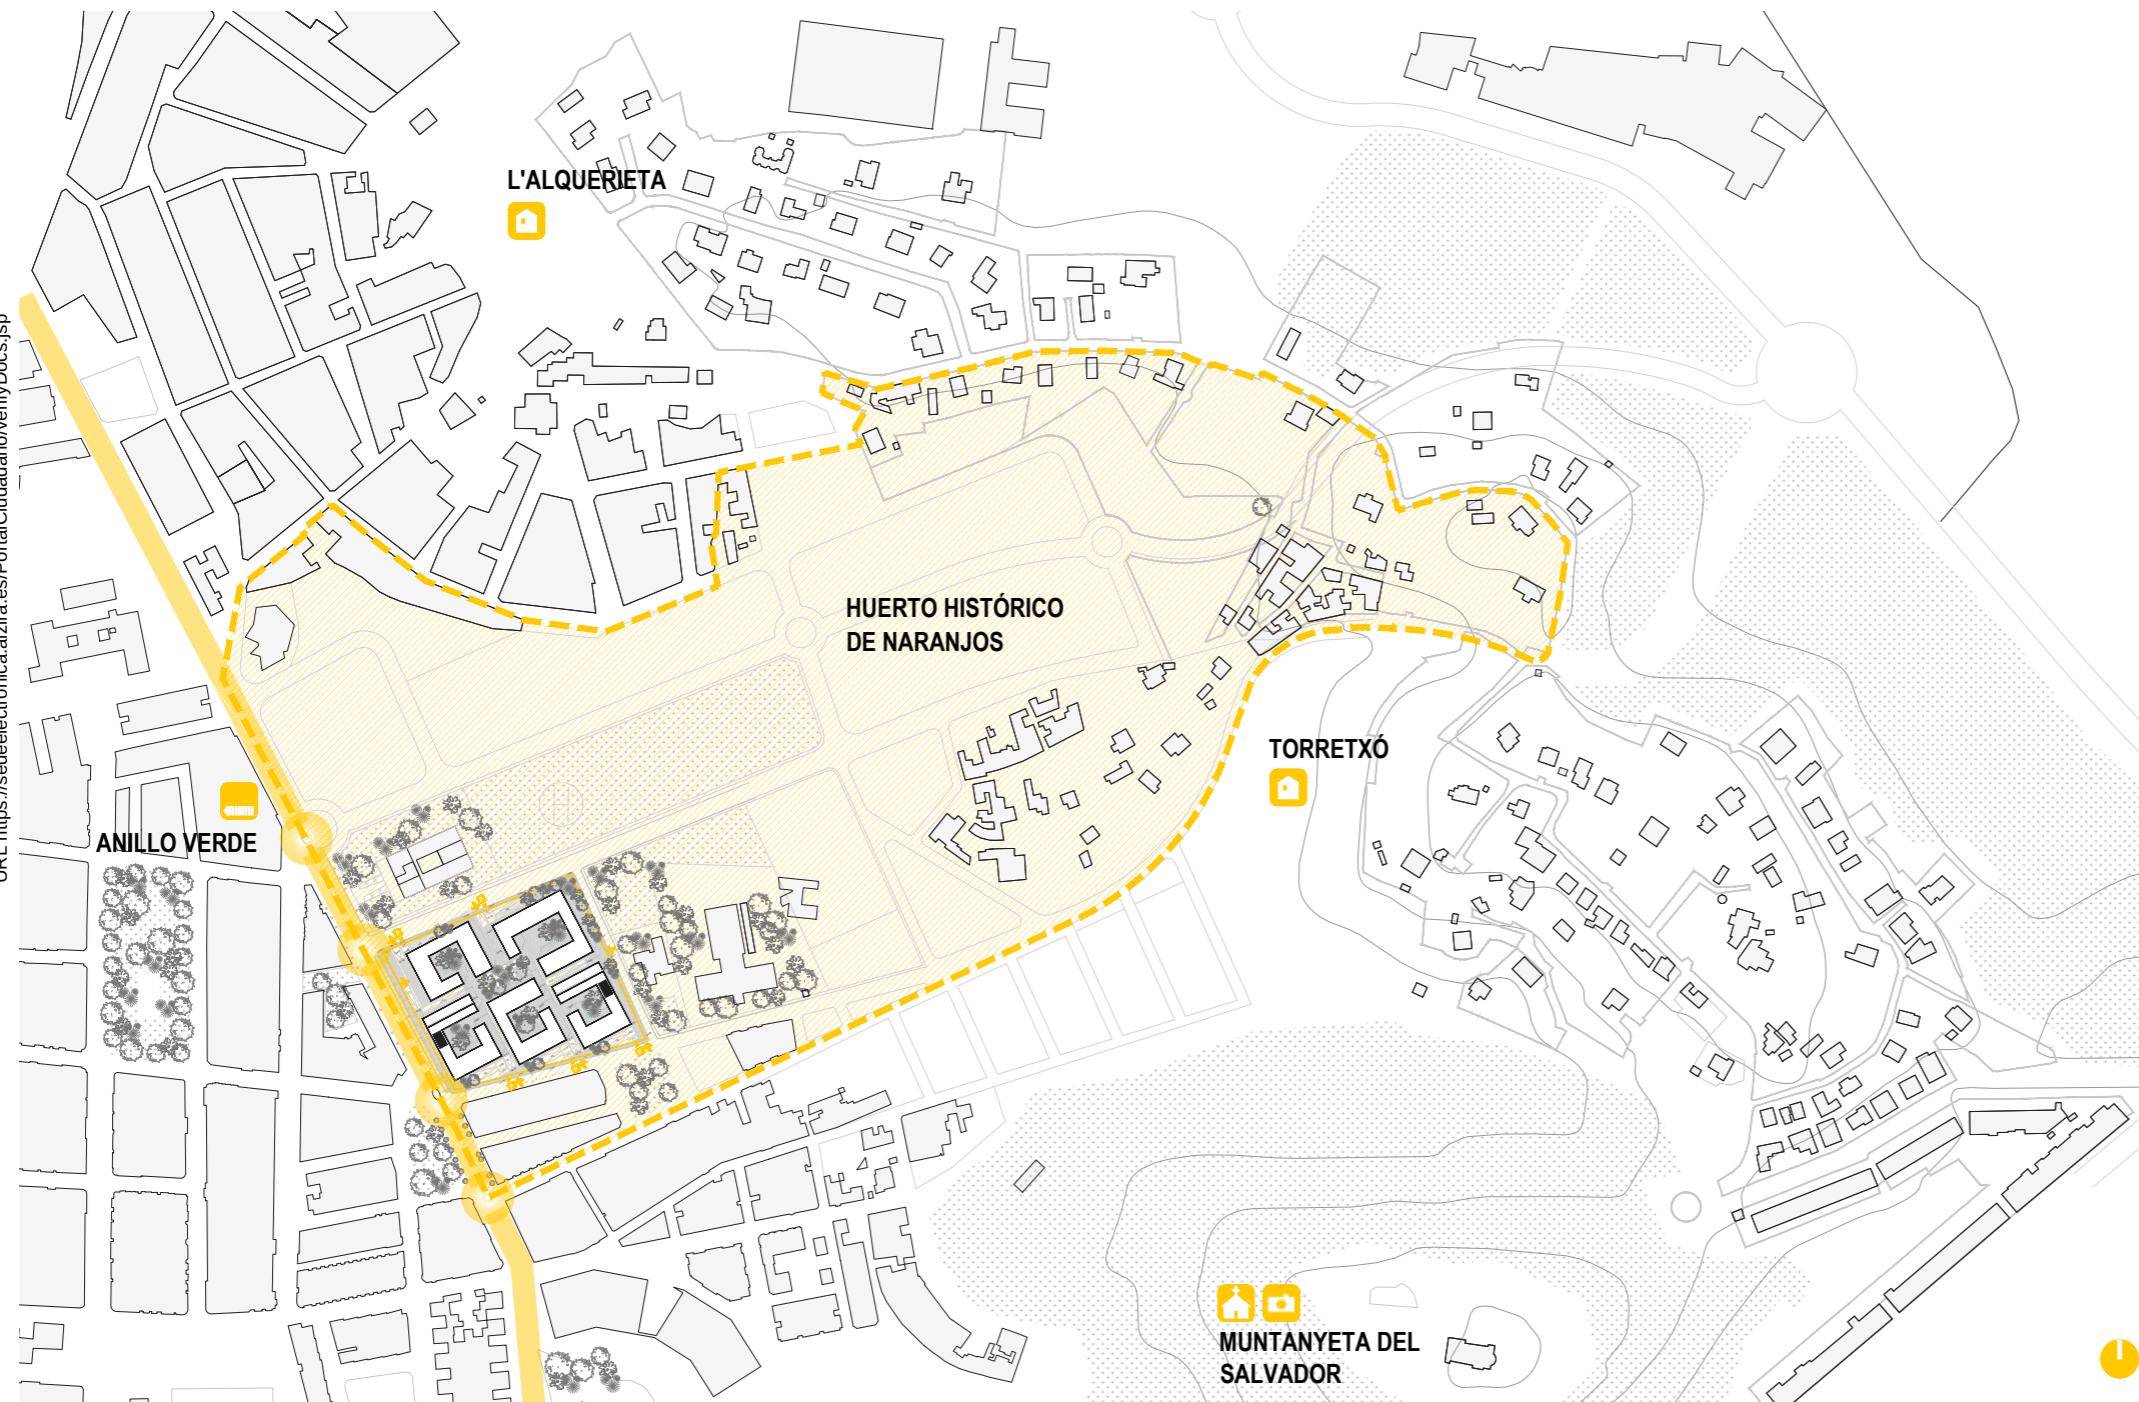 L'ALQUERIETA
HUERTO HISTÓRICO
DE NARANJOS
TORRETXÓ
ANILLO VERDE
MUNTANYETA DEL
SALVADOR